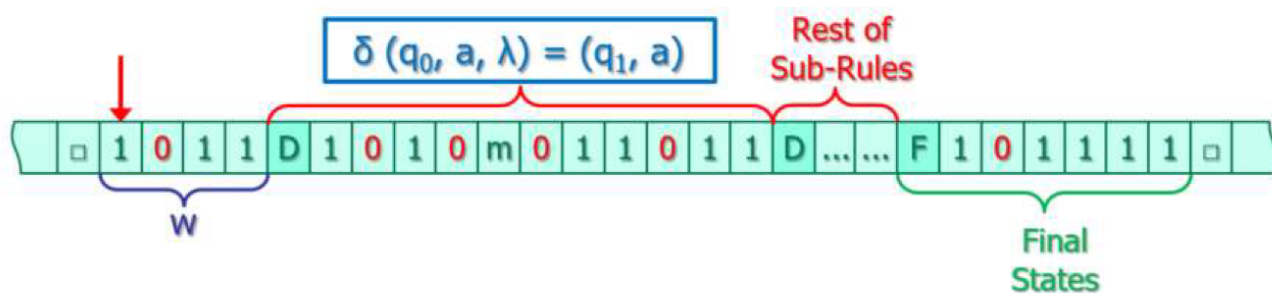 δ (q₀, a, λ) = (q₁, a)
Rest of
Sub-Rules
□ 1 0 1 1 D 1 0 1 0 m 0 1 1 0 1 1 D ... ... F 1 0 1 1 1 1 □
w
Final
States